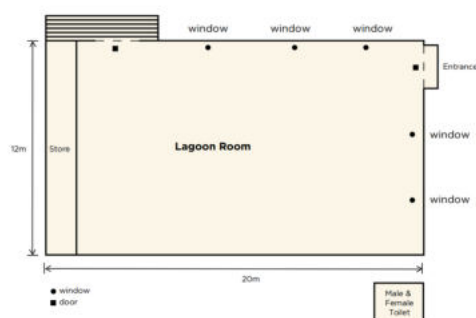 window window window
Entrance
window
12m Store Lagoon Room
window
20m
window
door
Male &
Female
Toilet